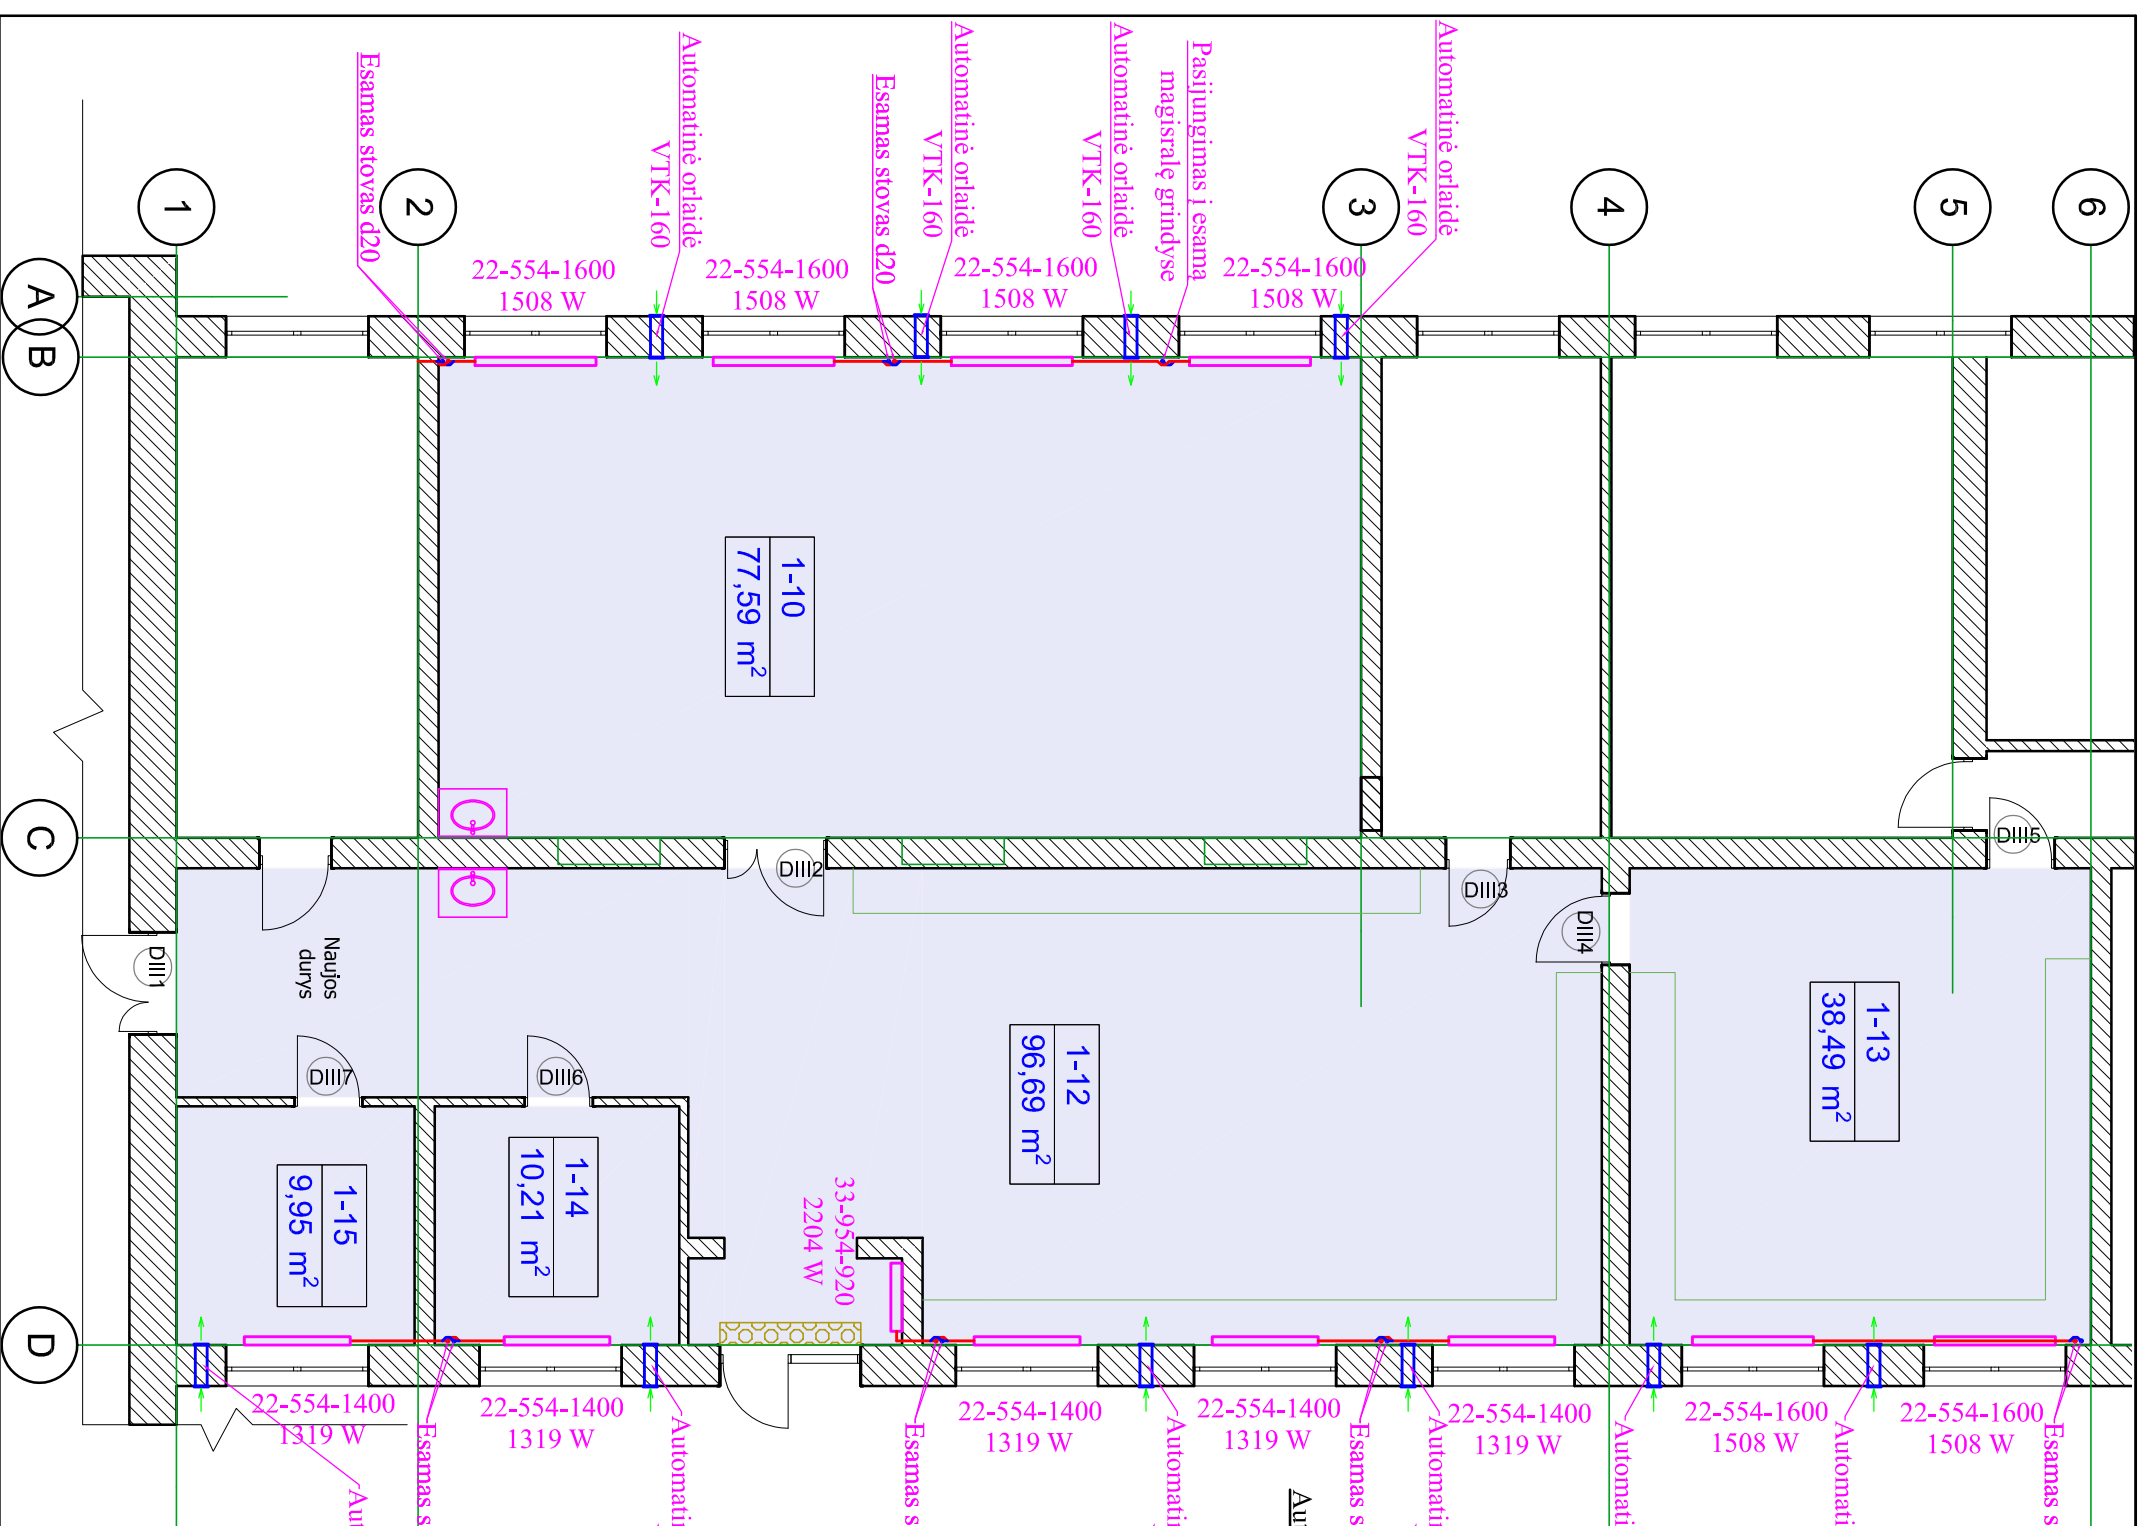 Esamas stovas d20
Automatinė orlaidė
VTK-160
Esamas stovas d20
Automatinė orlaidė
VTK-160
Automatinė orlaidė
VTK-160
Pasijungimas į esamą
magisralę grindyse
Automatinė orlaidė
VTK-160
1
2
3
4
5
6
A
B
C
D
22-554-1600
1508 W
22-554-1600
1508 W
22-554-1600
1508 W
22-554-1600
1508 W
1-10
77,59 m²
DIII2
DIII3
DIII5
DIII4
DIII1
Naujos
durys
DIII7
DIII6
1-13
38,49 m²
1-12
96,69 m²
1-14
10,21 m²
1-15
9,95 m²
33-954-920
2204 W
22-554-1400
1319 W
22-554-1400
1319 W
22-554-1400
1319 W
22-554-1400
1319 W
22-554-1400
1319 W
22-554-1600
1508 W
22-554-1600
1508 W
Esamas s
Esamas s
Esamas s
Esamas s